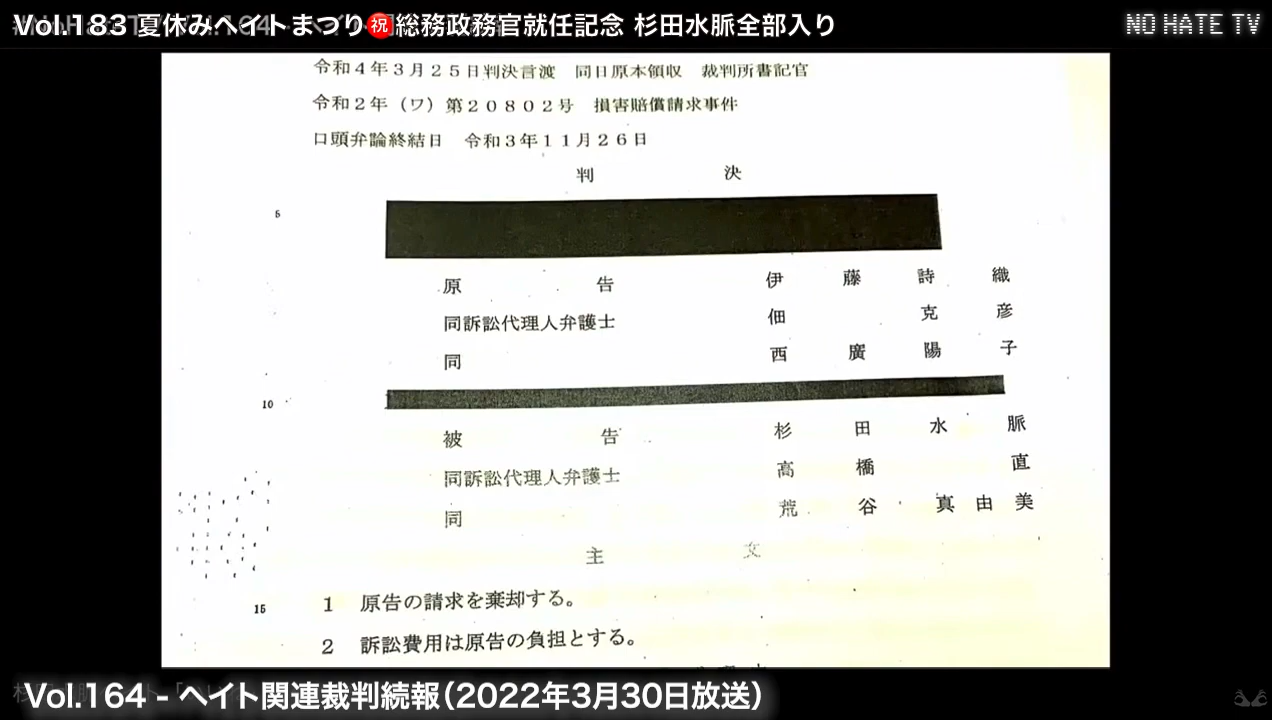 Vol.183 夏休みヘイトまつり㊗総務政務官就任記念 杉田水脈全部入り
NO HATE TV
令和4年3月25日判決言渡　同日原本領収　裁判所書記官
令和2年（ワ）第20802号　損害賠償請求事件
口頭弁論終結日　令和3年11月26日
判決
5
原告　伊藤詩織
同訴訟代理人弁護士　佃克彦
同　西廣陽子
10
被告　杉田水脈
同訴訟代理人弁護士　高橋直
同　荒谷真由美
主文
15
1　原告の請求を棄却する。
2　訴訟費用は原告の負担とする。
Vol.164 - ヘイト関連裁判続報（2022年3月30日放送）